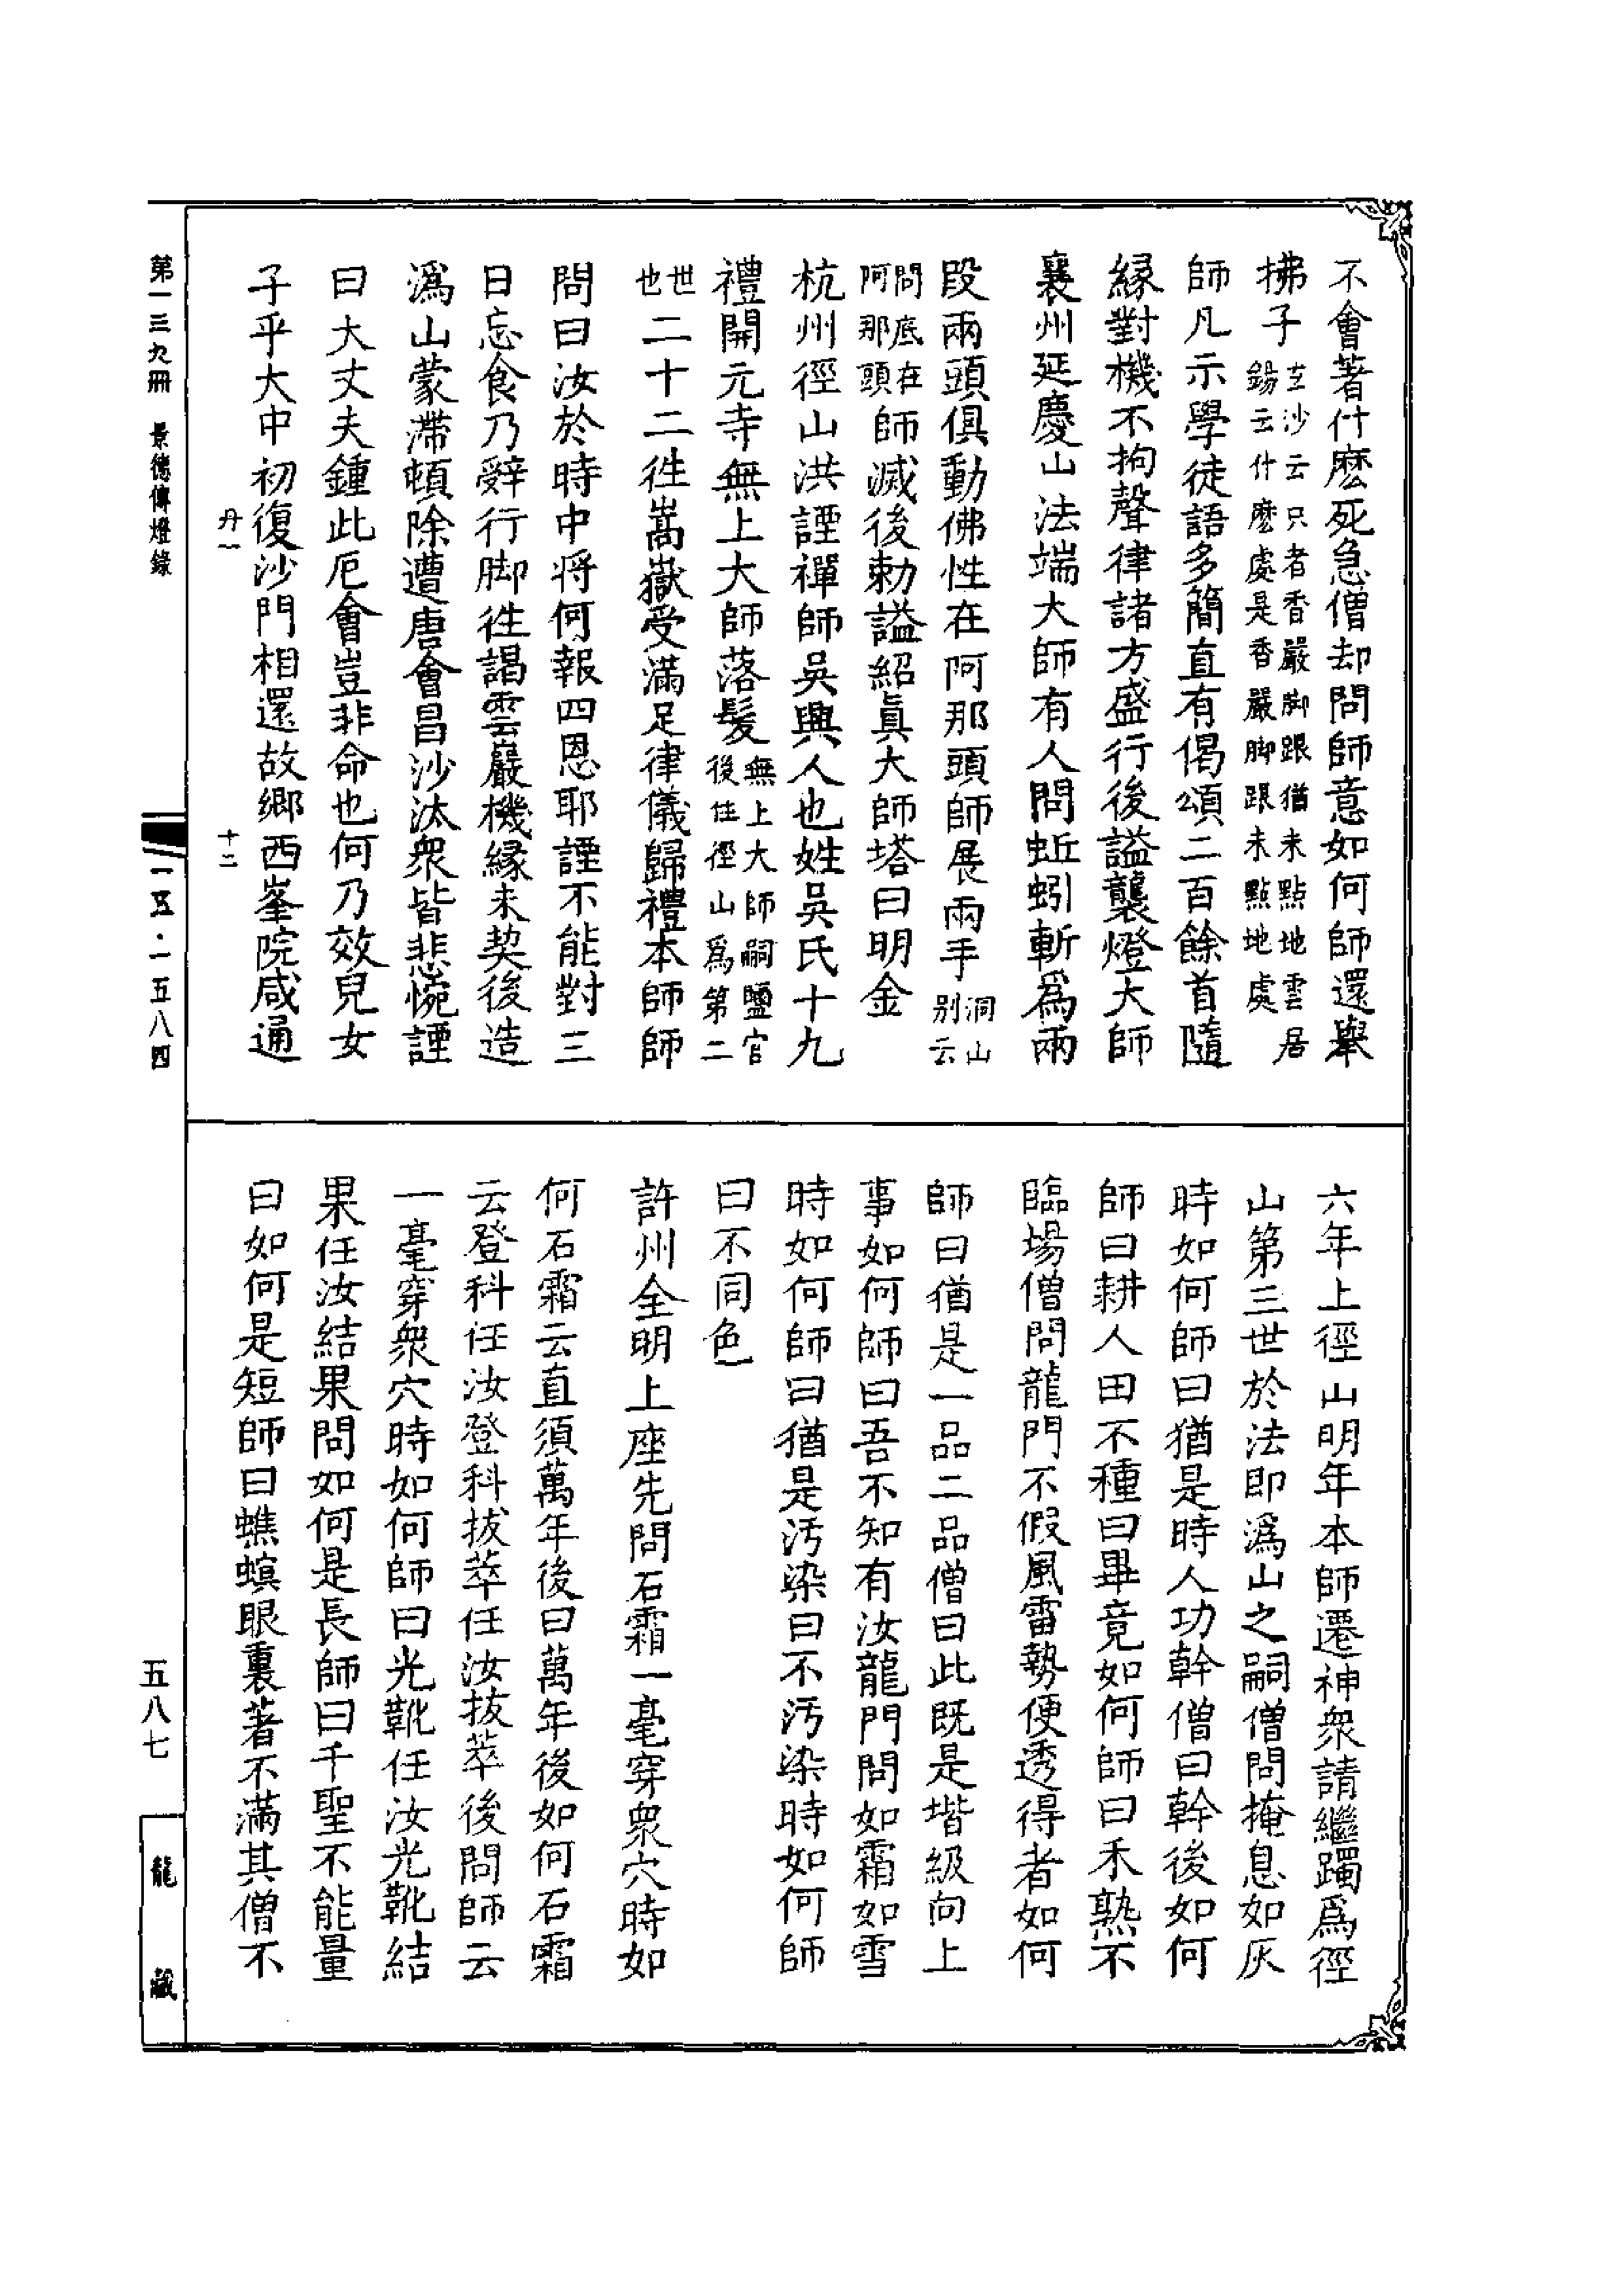 不會著什麽死急僧却問師意如何師還舉
拂子玄沙云只者香嚴脚跟猶未點地雲居
錫云什麽處是香嚴脚跟未點地處
師凡示學徒語多簡直有偈頌二百餘首隨
緣對機不拘聲律諸方盛行後諡襲燈大師
襄州延慶山法端大師有人問蚯蚓斬爲兩
段兩頭俱動佛性在阿那頭師展兩手洞山
别云
問底在
阿那頭師滅後勅諡紹眞大師塔曰明金
杭州徑山洪諲禪師吳興人也姓吳氏十九
禮開元寺無上大師落髮無上大師嗣鹽官
後住徑山爲第二
世
也二十二徃嵩嶽受滿足律儀歸禮本師師
問曰汝於時中將何報四恩耶諲不能對三
日忘食乃辭行脚徃謁雲巖機緣未契後造
潙山蒙滯頓除遭唐會昌沙汰衆皆悲惋諲
曰大丈夫鍾此厄會豈非命也何乃效兒女
子乎大中初復沙門相還故鄉西峯院咸通
丹一
十二
六年上徑山明年本師遷神衆請繼躅爲徑
山第三世於法即潙山之嗣僧問掩息如灰
時如何師曰猶是時人功幹僧曰幹後如何
師曰耕人田不種曰畢竟如何師曰禾熟不
臨場僧問龍門不假風雷勢便透得者如何
師曰猶是一品二品僧曰此既是堦級向上
事如何師曰吾不知有汝龍門問如霜如雪
時如何師曰猶是汚染曰不汚染時如何師
曰不同色
許州全明上座先問石霜一毫穿衆穴時如
何石霜云直須萬年後曰萬年後如何石霜
云登科任汝登科拔萃任汝拔萃後問師云
一毫穿衆穴時如何師曰光靴任汝光靴結
果任汝結果問如何是長師曰千聖不能量
曰如何是短師曰蟭螟眼裏著不滿其僧不
第一三九冊 景德傳燈錄
一五·一五八四
五八七
龍藏